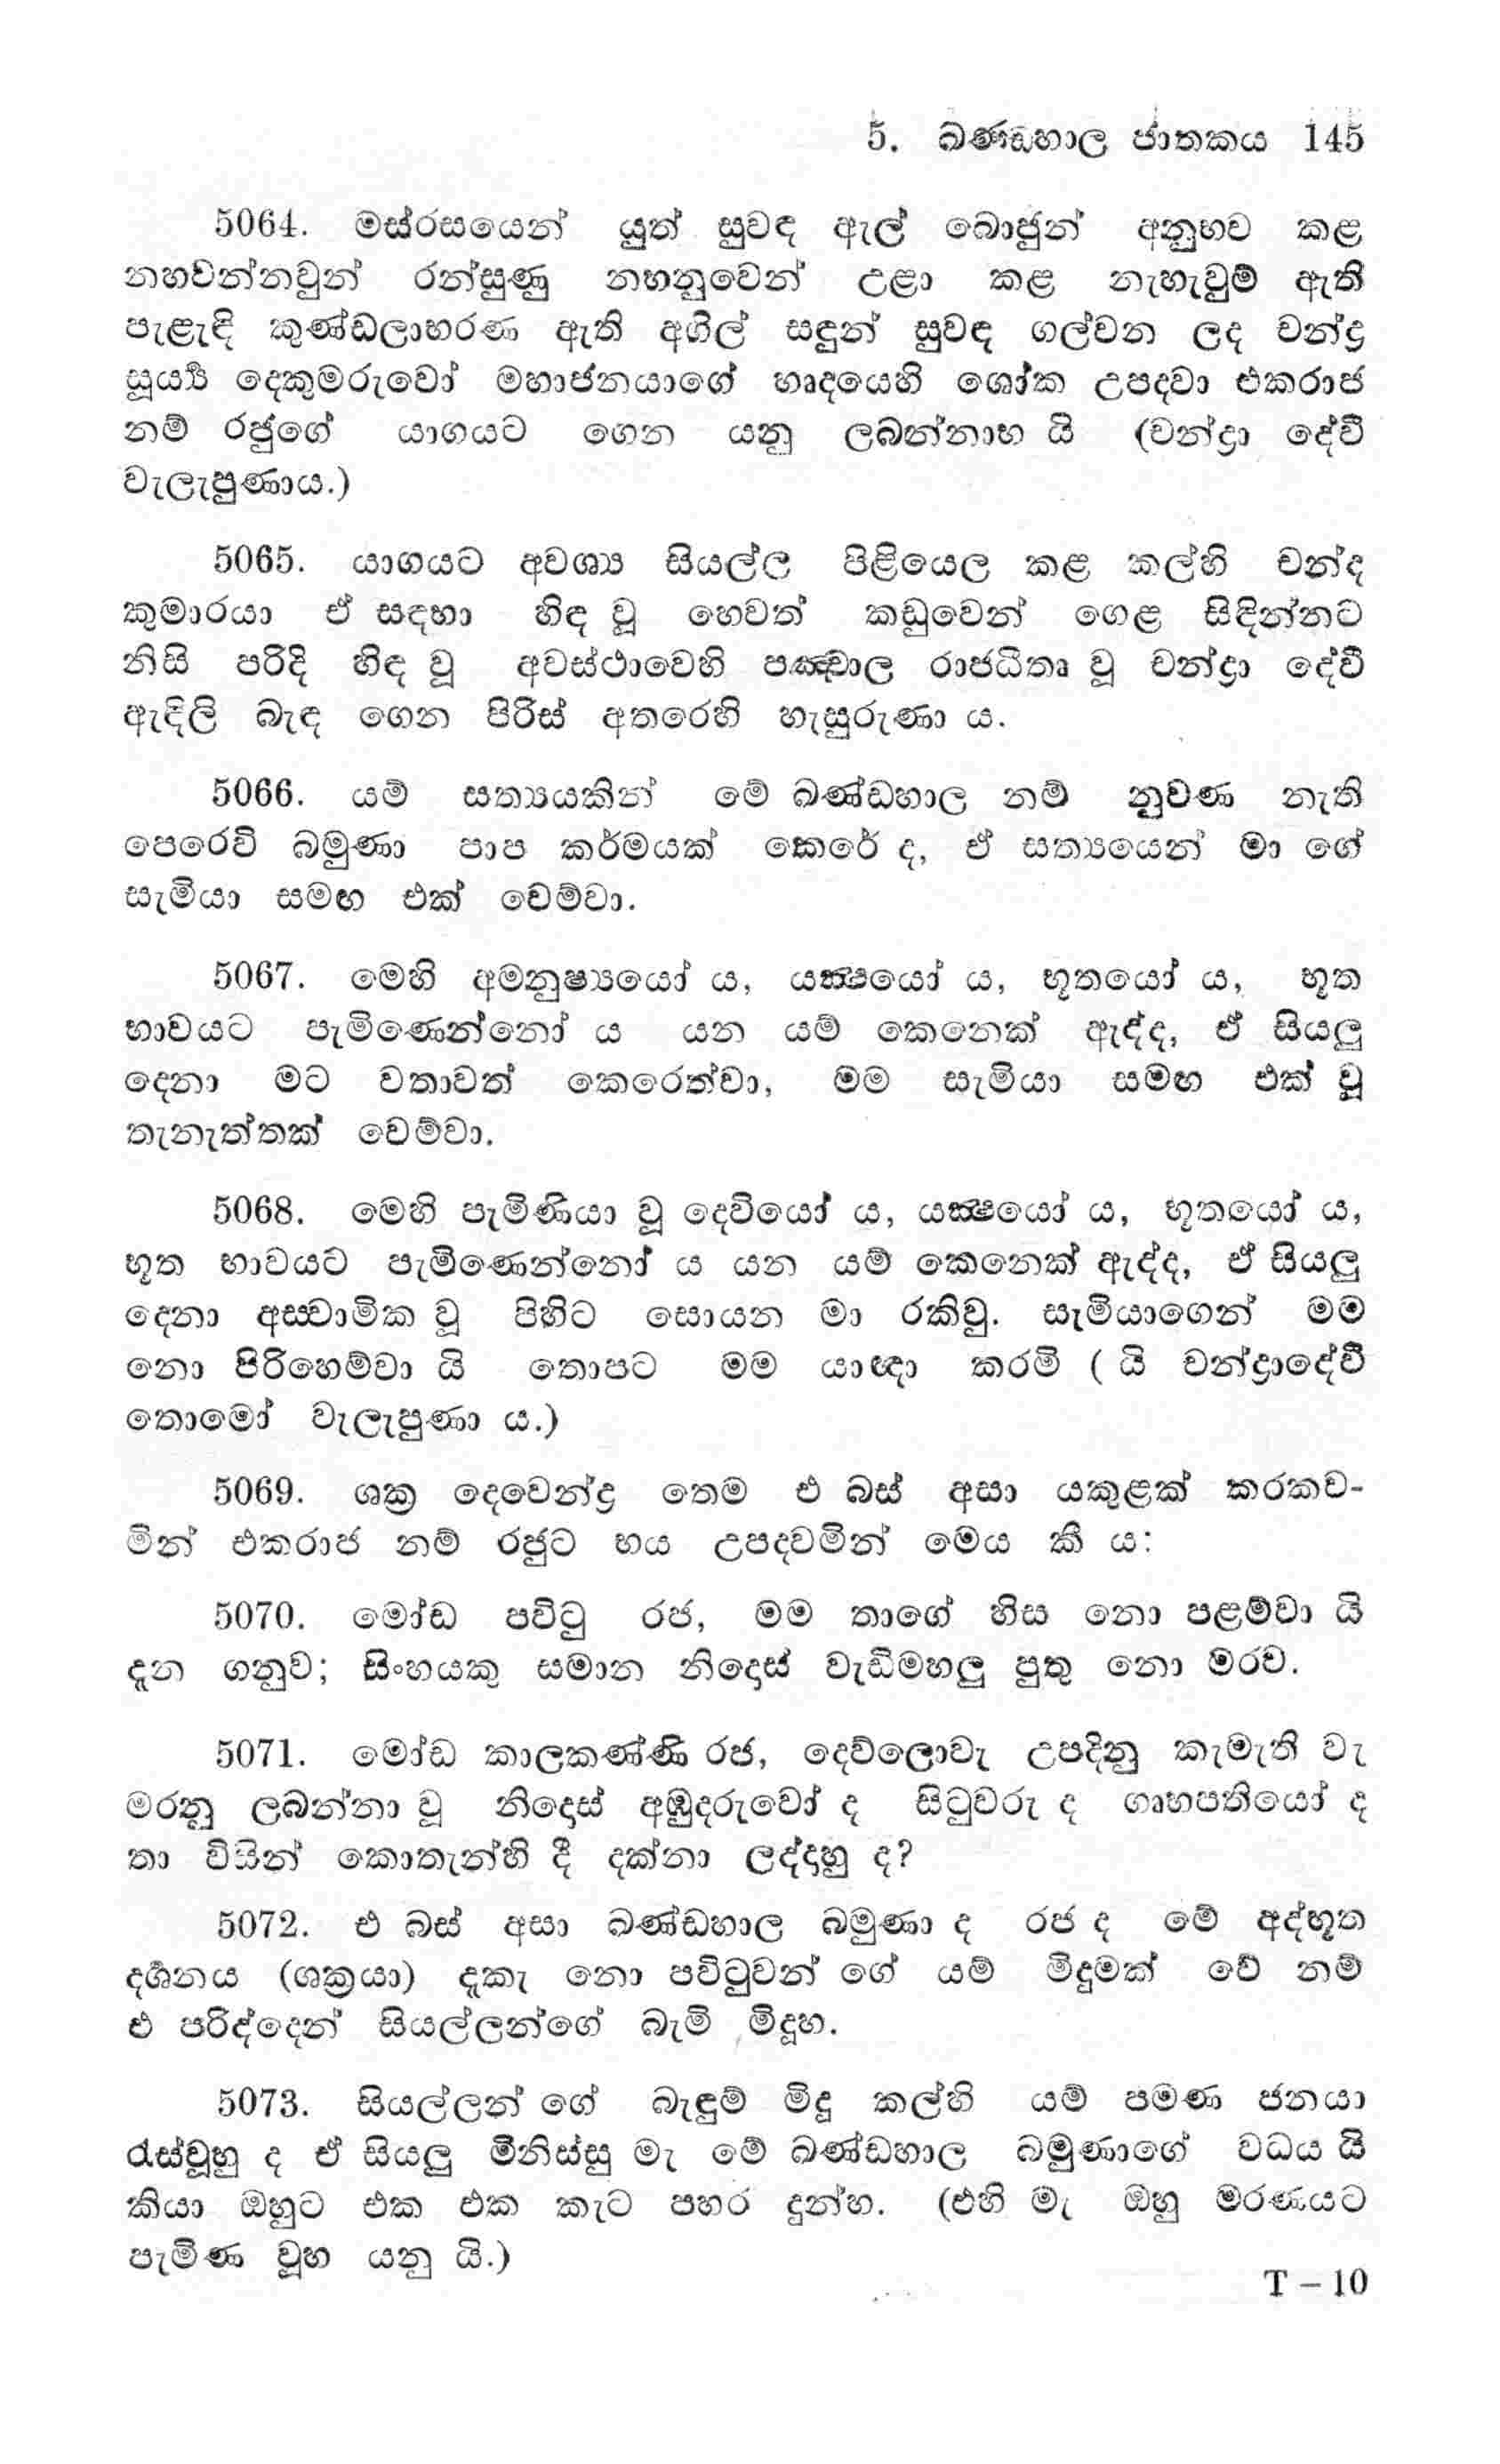 5. ඛණ්ඩහාල ජාතකය 145
5064. මස්රසයෙන් යුත් සුවඳ ඇල් බොජුන් අනුභව කළ
නහවන්නවුන් රන්සුණු නහනුවෙන් උළා කළ නැහැවුම් ඇති
පැළැඳි කුණ්ඩලාභරණ ඇති අගිල් සඳුන් සුවඳ ගල්වන ලද චන්ද්‍ර
සූර්‍ය්‍ය දෙකුමරුවෝ මහාජනයාගේ හෘදයෙහි ශෝක උපදවා එකරාජ
නම් රජුගේ යාගයට ගෙන යනු ලබන්නාහ යි (චන්ද්‍රා දේවී
වැලැපුණාය.)
5065. යාගයට අවශ්‍ය සියල්ල පිළියෙල කළ කල්හි චන්ද
කුමාරයා ඒ සඳහා හිඳ වූ හෙවත් කඩුවෙන් ගෙළ සිඳින්නට
නිසි පරිදි හිඳ වූ අවස්ථාවෙහි පඤ්චාල රාජධීතෘ වූ චන්ද්‍රා දේවී
ඇදිලි බැඳ ගෙන පිරිස් අතරෙහි හැසුරුණා ය.
5066. යම් සත්‍යයකින් මේ ඛණ්ඩහාල නම් නුවණ නැති
පෙරෙවි බමුණා පාප කර්මයක් කෙරේ ද, ඒ සත්‍යයෙන් මා ගේ
සැමියා සමඟ එක් වෙම්වා.
5067. මෙහි අමනුෂ්‍යයෝ ය, යක්‍ෂයෝ ය, භූතයෝ ය, භූත
භාවයට පැමිණෙන්නෝ ය යන යම් කෙනෙක් ඇද්ද, ඒ සියලු
දෙනා මට වතාවත් කෙරෙත්වා, මම සැමියා සමඟ එක් වූ
තැනැත්තක් වෙම්වා.
5068. මෙහි පැමිණියා වූ දෙවියෝ ය, යක්‍ෂයෝ ය, භූතයෝ ය,
භූත භාවයට පැමිණෙන්නෝ ය යන යම් කෙනෙක් ඇද්ද, ඒ සියලු
දෙනා අස්වාමික වූ පිහිට සොයන මා රකිවු. සැමියාගෙන් මම
නො පිරිහෙම්වා යි තොපට මම යාඥා කරමි ( යි චන්ද්‍රාදේවී
තොමෝ වැලැපුණා ය.)
5069. ශක්‍ර දෙවෙන්ද්‍ර තෙම එ බස් අසා යකුළක් කරකව-
මින් එකරාජ නම් රජුට භය උපදවමින් මෙය කී ය:
5070. මෝඩ පවිටු රජ, මම තාගේ හිස නො පළම්වා යි
දැන ගනුව; සිංහයකු සමාන නිදොස් වැඩිමහලු පුතු නො මරව.
5071. මෝඩ කාලකණ්ණි රජ, දෙව්ලොවැ උපදිනු කැමැති වැ
මරනු ලබන්නා වූ නිදොස් අඹුදරුවෝ ද සිටුවරු ද ගෘහපතියෝ ද
තා විසින් කොතැන්හි දී දක්නා ලද්දාහු ද?
5072. එ බස් අසා ඛණ්ඩහාල බමුණා ද රජ ද මේ අද්භූත
දර්‍ශනය (ශක්‍රයා) දැකැ නො පවිටුවන් ගේ යම් මිදුමක් වේ නම්
එ පරිද්දෙන් සියල්ලන්ගේ බැමි මිදූහ.
5073. සියල්ලන් ගේ බැඳුම් මිදූ කල්හි යම් පමණ ජනයා
රැස්වූහු ද ඒ සියලු මිනිස්සු මැ මේ ඛණ්ඩහාල බමුණාගේ වධය යි
කියා ඔහුට එක එක කැට පහර දුන්හ. (එහි මැ ඔහු මරණයට
පැමිණ වූහ යනු යි.)
T – 10